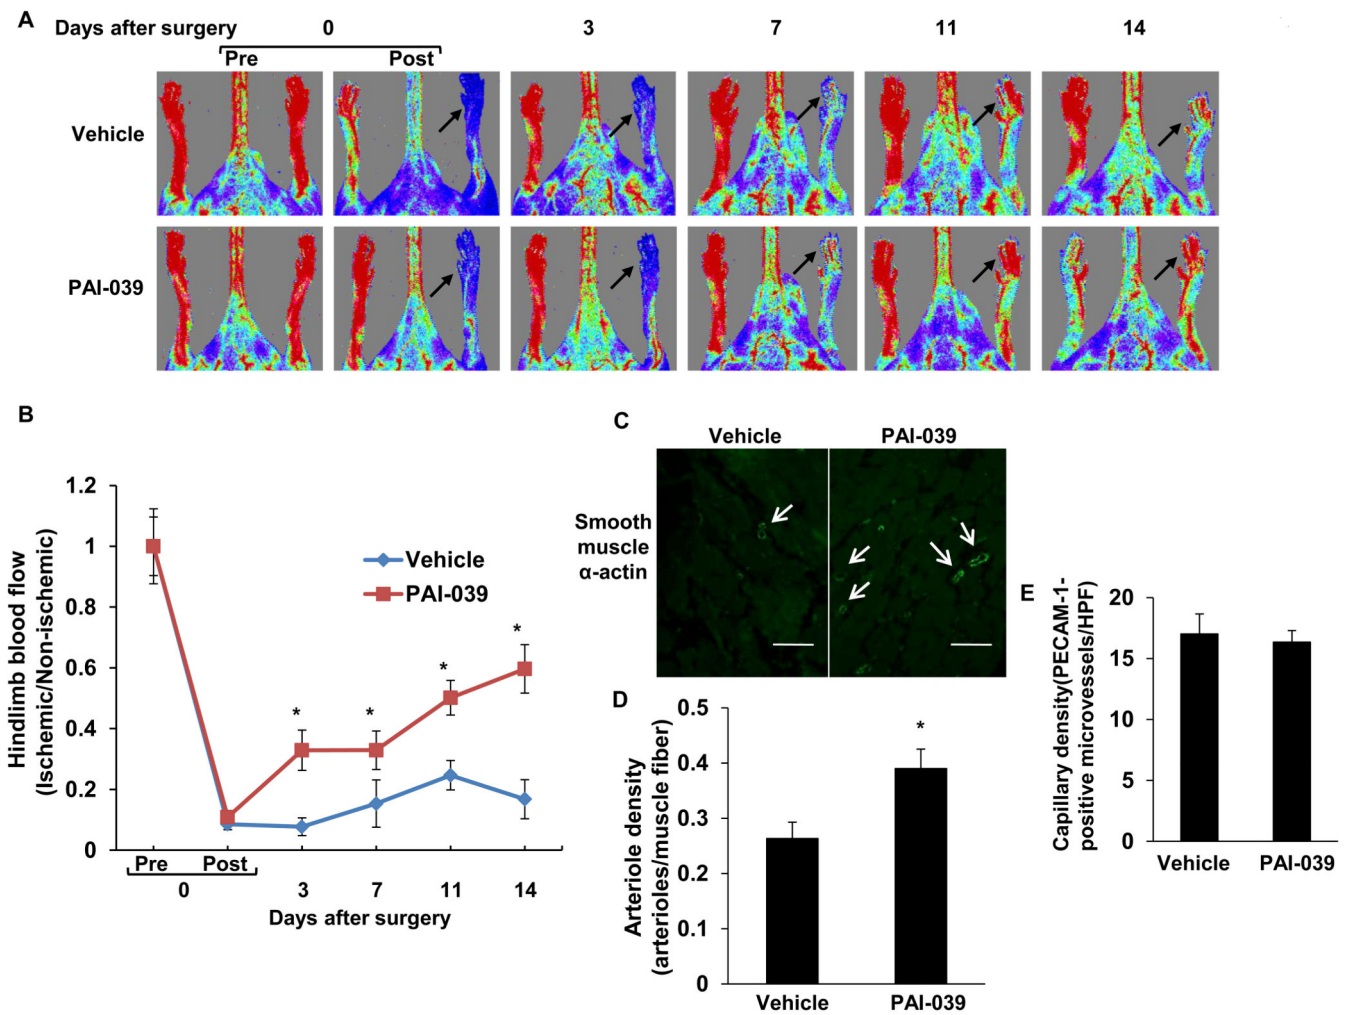 A
Days after surgery 0 3 7 11 14
Pre Post
Vehicle
PAI-039
B
Hindlimb blood flow
(Ischemic/Non-ischemic)
1.2
1
0.8
0.6
0.4
0.2
0
Vehicle
PAI-039
*
*
*
*
Pre Post
0 3 7 11 14
Days after surgery
C
Vehicle PAI-039
Smooth
muscle
α-actin
D
Arteriole density
(arterioles/muscle fiber)
0.5
0.4
0.3
0.2
0.1
0
*
Vehicle PAI-039
E
Capillary density(PECAM-1-
positive microvessels/HPF)
20
15
10
5
0
Vehicle PAI-039